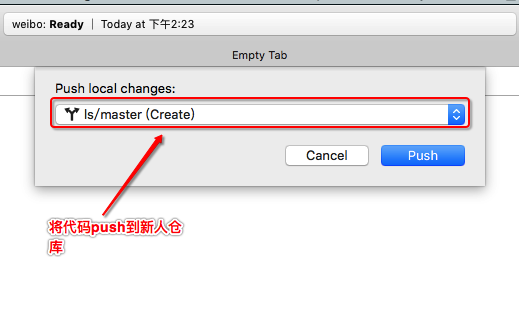 weibo: Ready | Today at 下午2:23
Empty Tab
Push local changes:
ls/master (Create)
Cancel
Push
将代码push到新人仓
库